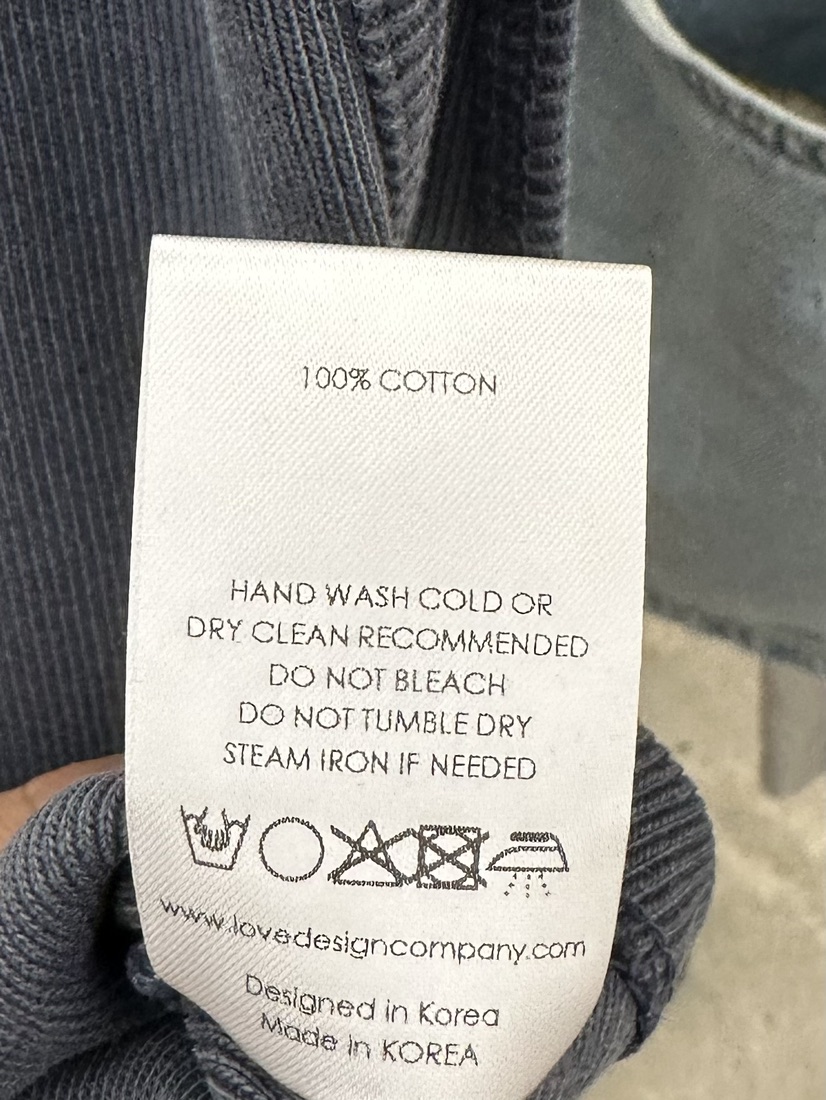 100% COTTON
HAND WASH COLD OR
DRY CLEAN RECOMMENDED
DO NOT BLEACH
DO NOT TUMBLE DRY
STEAM IRON IF NEEDED
www.lovedesigncompany.com
Designed in Korea
Made in KOREA